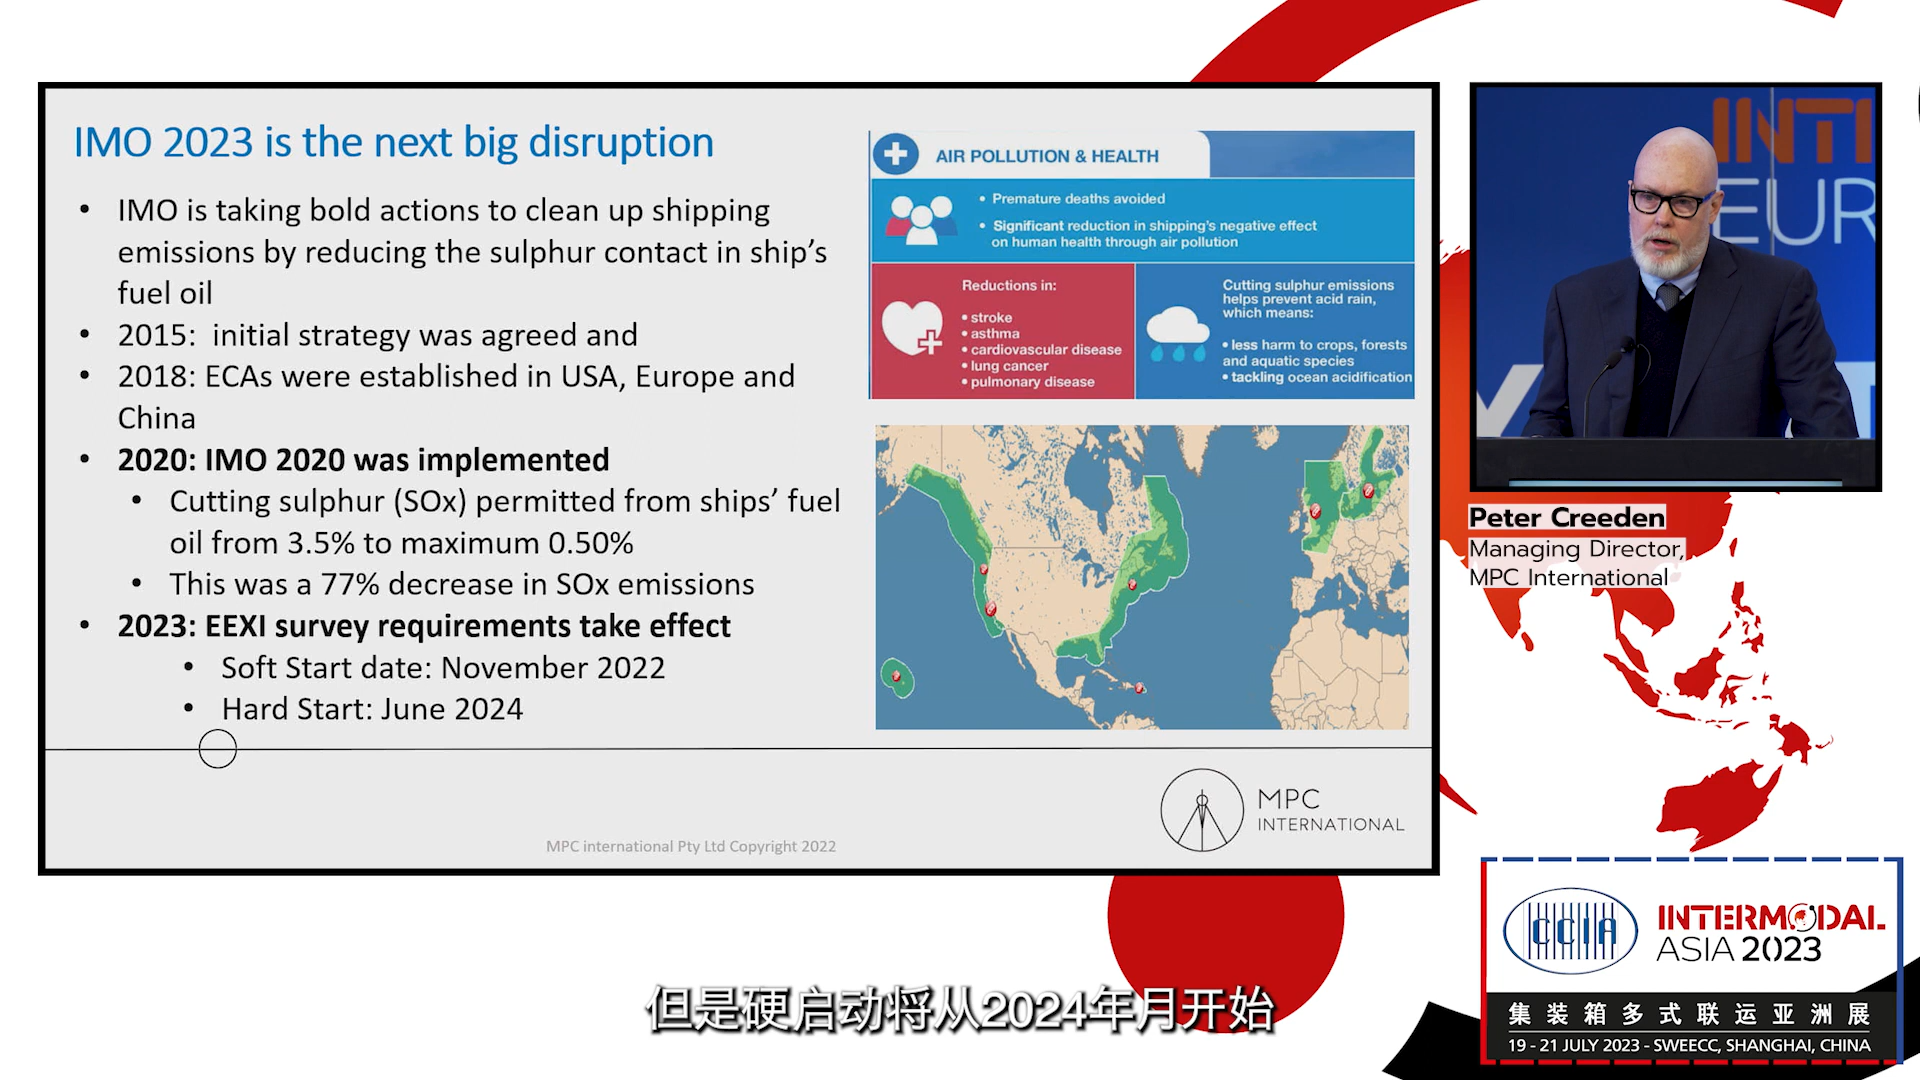 IMO 2023 is the next big disruption
• IMO is taking bold actions to clean up shipping
emissions by reducing the sulphur contact in ship’s
fuel oil
• 2015: initial strategy was agreed and
• 2018: ECAs were established in USA, Europe and
China
• 2020: IMO 2020 was implemented
• Cutting sulphur (SOx) permitted from ships’ fuel
oil from 3.5% to maximum 0.50%
• This was a 77% decrease in SOx emissions
• 2023: EEXI survey requirements take effect
• Soft Start date: November 2022
• Hard Start: June 2024
AIR POLLUTION & HEALTH
• Premature deaths avoided
• Significant reduction in shipping’s negative effect
on human health through air pollution
Reductions in:
• stroke
• asthma
• cardiovascular disease
• lung cancer
• pulmonary disease
Cutting sulphur emissions
helps prevent acid rain,
which means:
• less harm to crops, forests
and aquatic species
• tackling ocean acidification
MPC
INTERNATIONAL
MPC international Pty Ltd Copyright 2022
INT
EUR
Peter Creeden
Managing Director,
MPC International
CCIA
INTERMODAL
ASIA 2023
集装箱多式联运亚洲展
19 - 21 JULY 2023 - SWEECC, SHANGHAI, CHINA
但是硬启动将从2024年月开始